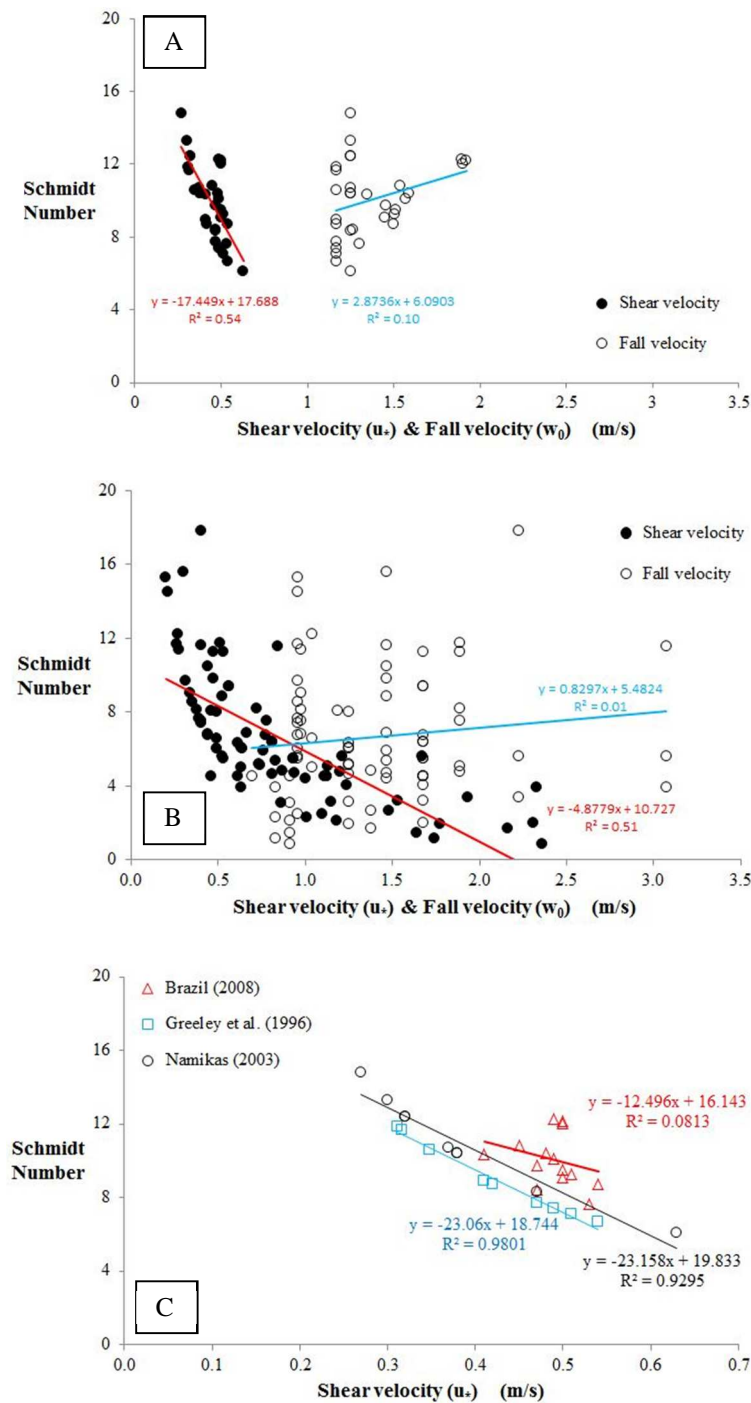 20
A
16
12
Schmidt
Number
8
y = -17.449x + 17.688
R² = 0.54
y = 2.8736x + 6.0903
R² = 0.10
Shear velocity
Fall velocity
4
0
0 0.5 1 1.5 2 2.5 3 3.5
Shear velocity (u*) & Fall velocity (w0) (m/s)
20
Shear velocity
Fall velocity
16
12
Schmidt
Number
8
y = 0.8297x + 5.4824
R² = 0.01
4
B
y = -4.8779x + 10.727
R² = 0.51
0
0.0 0.5 1.0 1.5 2.0 2.5 3.0 3.5
Shear velocity (u*) & Fall velocity (w0) (m/s)
20
Brazil (2008)
Greeley et al. (1996)
Namikas (2003)
16
12
y = -12.496x + 16.143
R² = 0.0813
Schmidt
Number
8
y = -23.06x + 18.744
R² = 0.9801
y = -23.158x + 19.833
R² = 0.9295
4
C
0
0.0 0.1 0.2 0.3 0.4 0.5 0.6 0.7
Shear velocity (u*) (m/s)